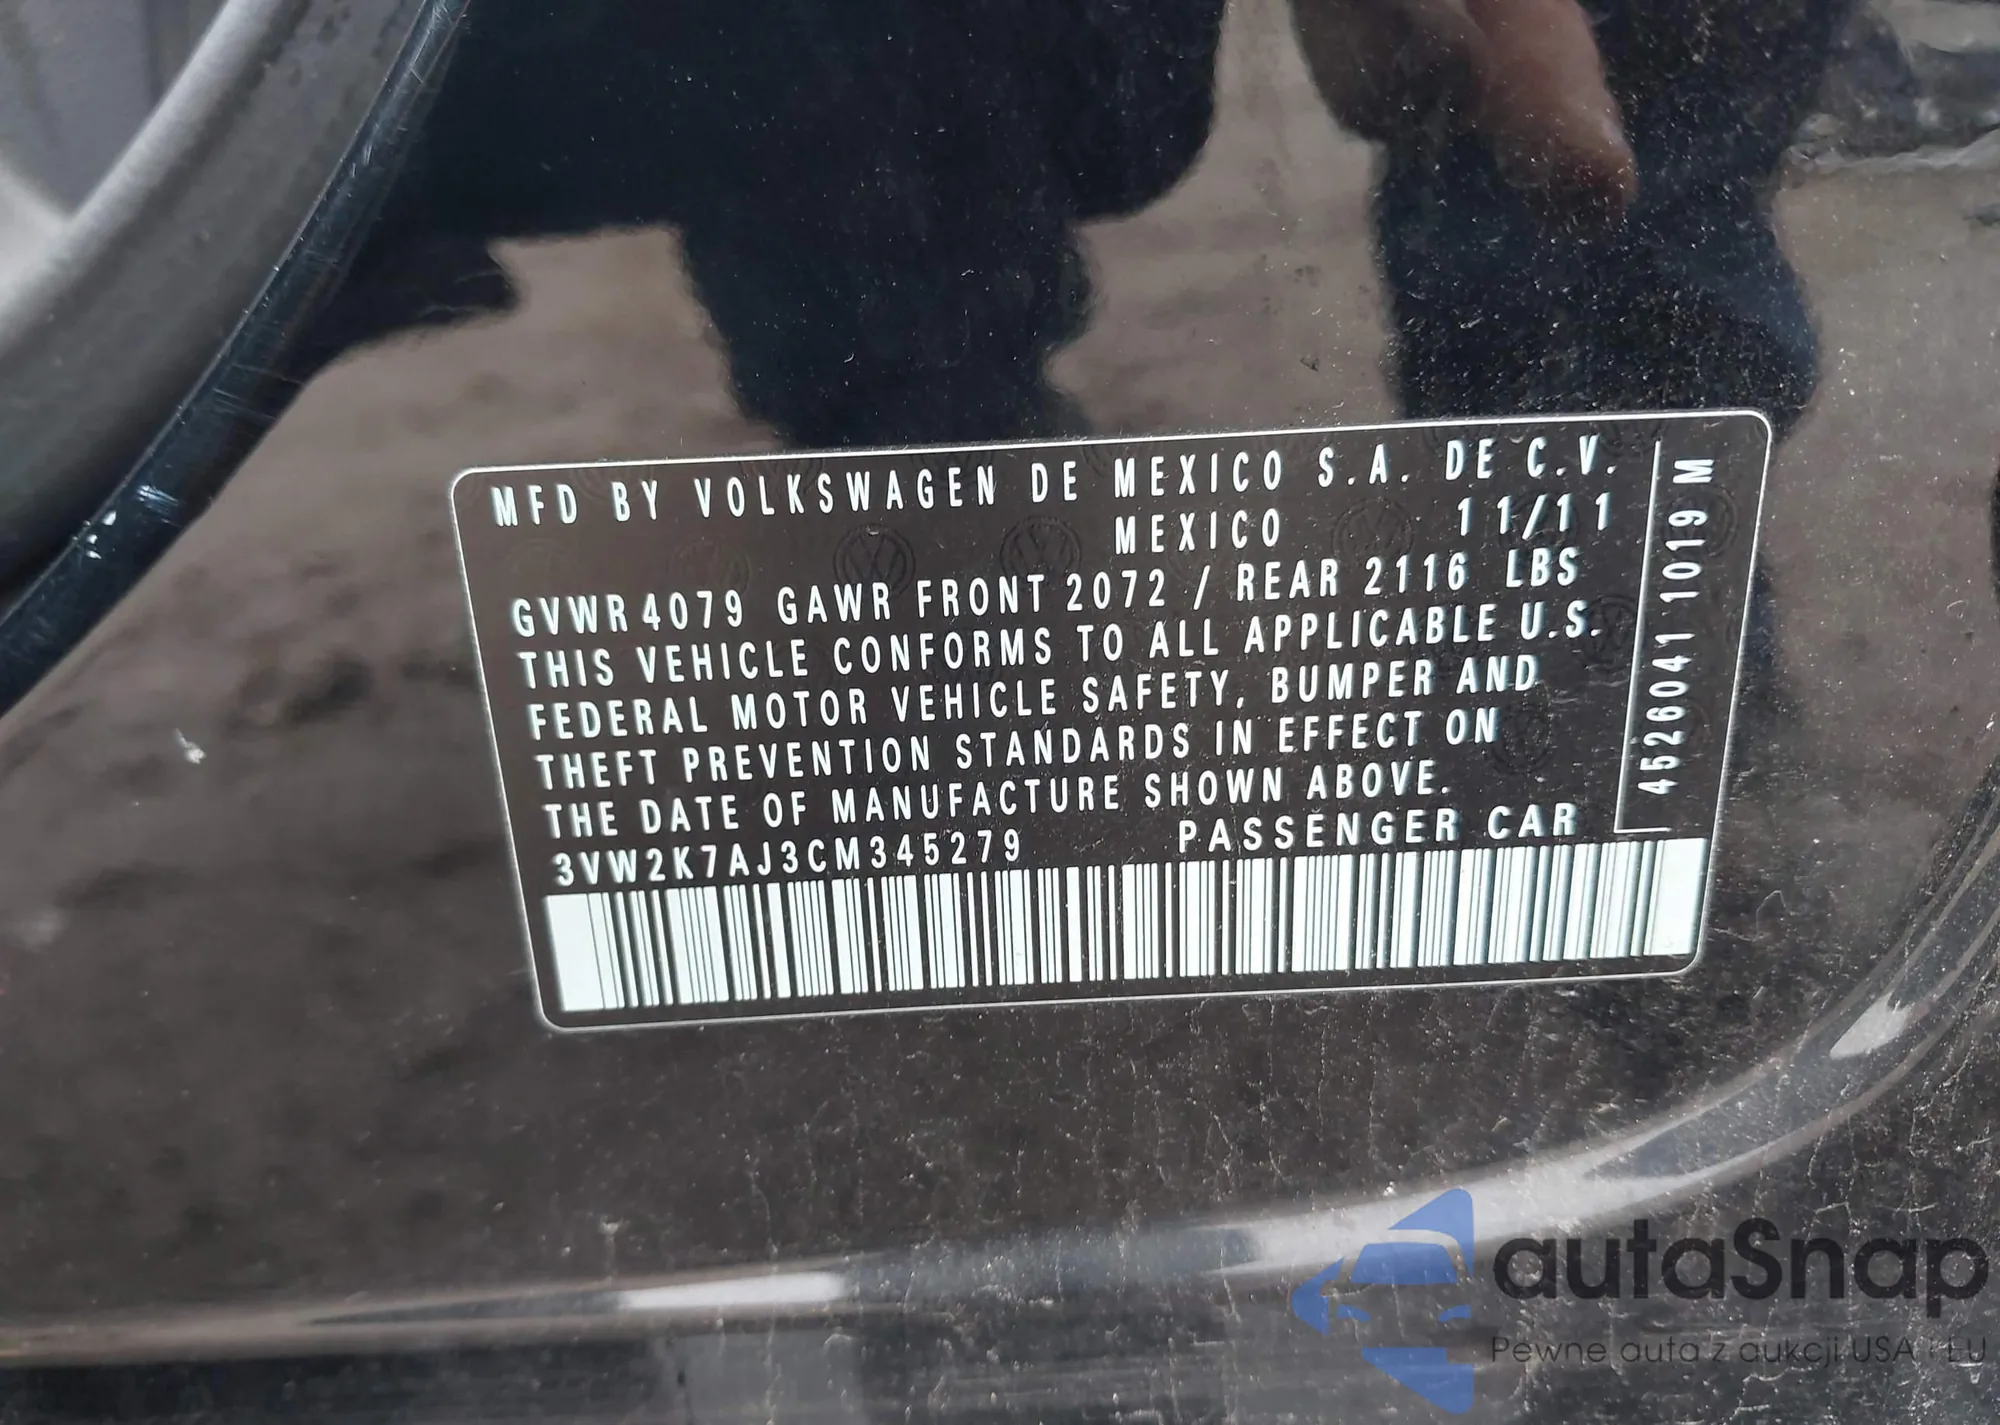 MFD BY VOLKSWAGEN DE MEXICO S.A. DE C.V.
MEXICO 11/11
GVWR 4079 GAWR FRONT 2072 / REAR 2116 LBS
THIS VEHICLE CONFORMS TO ALL APPLICABLE U.S.
FEDERAL MOTOR VEHICLE SAFETY, BUMPER AND
THEFT PREVENTION STANDARDS IN EFFECT ON
THE DATE OF MANUFACTURE SHOWN ABOVE.
3VW2K7AJ3CM345279 PASSENGER CAR
4526041 1019 M
autaSnap
Pewne auta z aukcji USA i EU